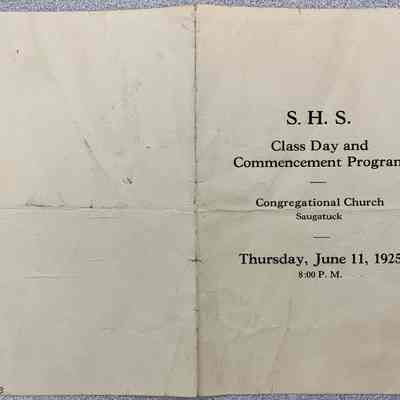 S. H. S.
Class Day and
Commencement Program
Congregational Church
Saugatuck
Thursday, June 11, 1925
8:00 P. M.